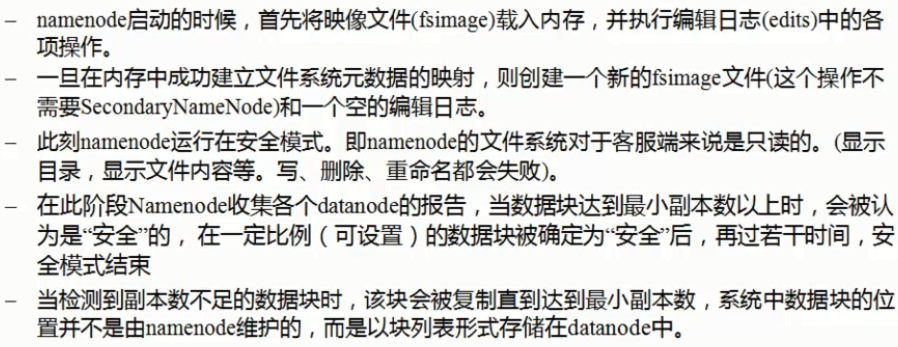 – namenode启动的时候，首先将映像文件(fsimage)载入内存，并执行编辑日志(edits)中的各
项操作。
– 一旦在内存中成功建立文件系统元数据的映射，则创建一个新的fsimage文件(这个操作不
需要SecondaryNameNode)和一个空的编辑日志。
– 此刻namenode运行在安全模式。即namenode的文件系统对于客服端来说是只读的。(显示
目录，显示文件内容等。写、删除、重命名都会失败)。
– 在此阶段Namenode收集各个datanode的报告，当数据块达到最小副本数以上时，会被认
为是“安全”的， 在一定比例（可设置）的数据块被确定为“安全”后，再过若干时间，安
全模式结束
– 当检测到副本数不足的数据块时，该块会被复制直到达到最小副本数，系统中数据块的位
置并不是由namenode维护的，而是以块列表形式存储在datanode中。